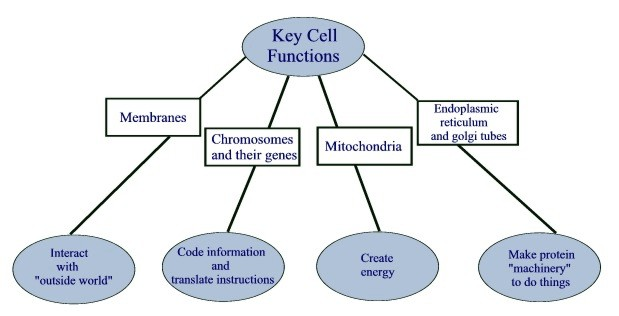 Key Cell
Functions
Membranes
Chromosomes
and their genes
Mitochondria
Endoplasmic
reticulum
and golgi tubes
Interact
with
"outside world"
Code information
and
translate instructions
Create
energy
Make protein
"machinery"
to do things